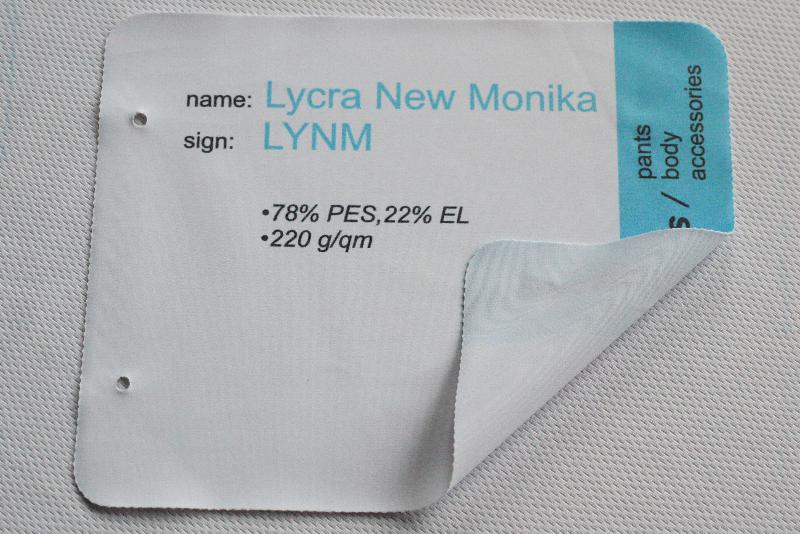 name: Lycra New Monika
sign: LYNM
•78% PES,22% EL
•220 g/qm
pants
body
accessories